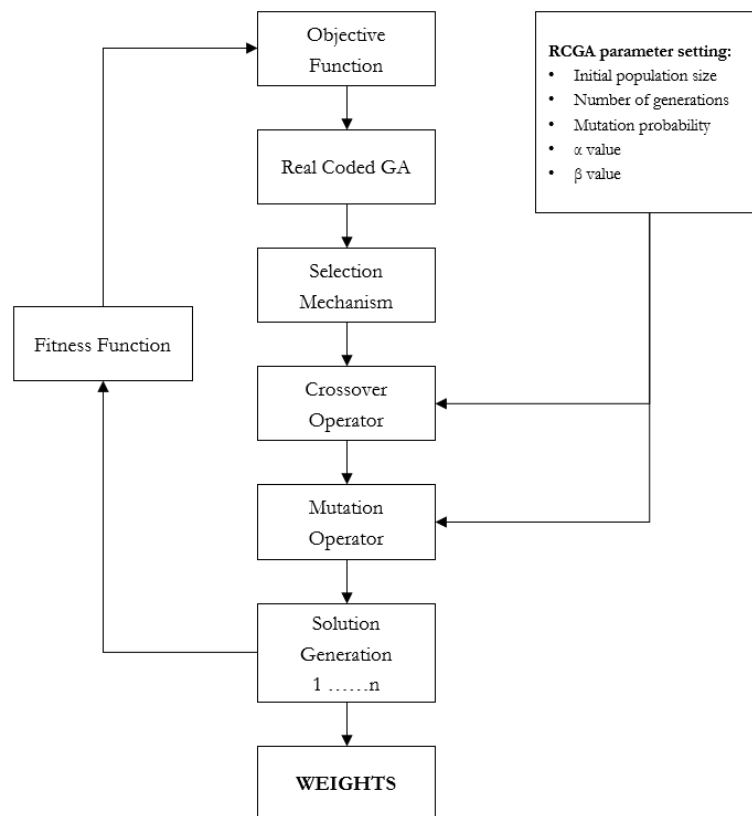 Objective
Function
RCGA parameter setting:
• Initial population size
• Number of generations
• Mutation probability
• α value
• β value
Real Coded GA
Selection
Mechanism
Fitness Function
Crossover
Operator
Mutation
Operator
Solution
Generation
1 ……n
WEIGHTS